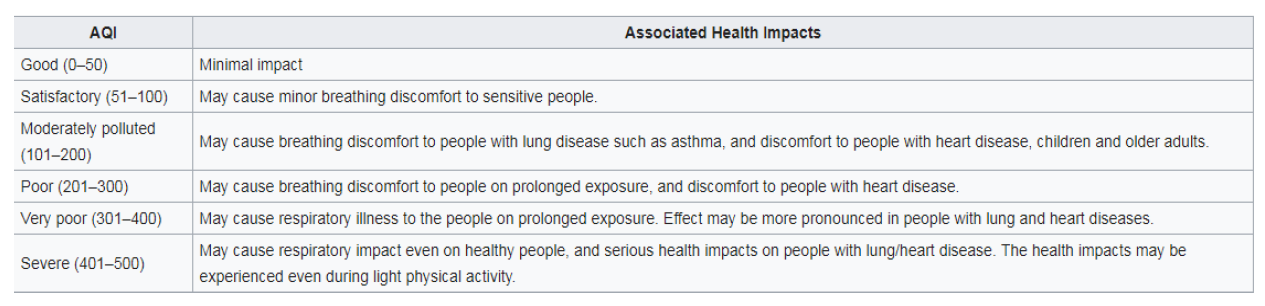 AQI Associated Health Impacts
Good (0–50) Minimal impact
Satisfactory (51–100) May cause minor breathing discomfort to sensitive people.
Moderately polluted
(101–200) May cause breathing discomfort to people with lung disease such as asthma, and discomfort to people with heart disease, children and older adults.
Poor (201–300) May cause breathing discomfort to people on prolonged exposure, and discomfort to people with heart disease.
Very poor (301–400) May cause respiratory illness to the people on prolonged exposure. Effect may be more pronounced in people with lung and heart diseases.
Severe (401–500) May cause respiratory impact even on healthy people, and serious health impacts on people with lung/heart disease. The health impacts may be
experienced even during light physical activity.